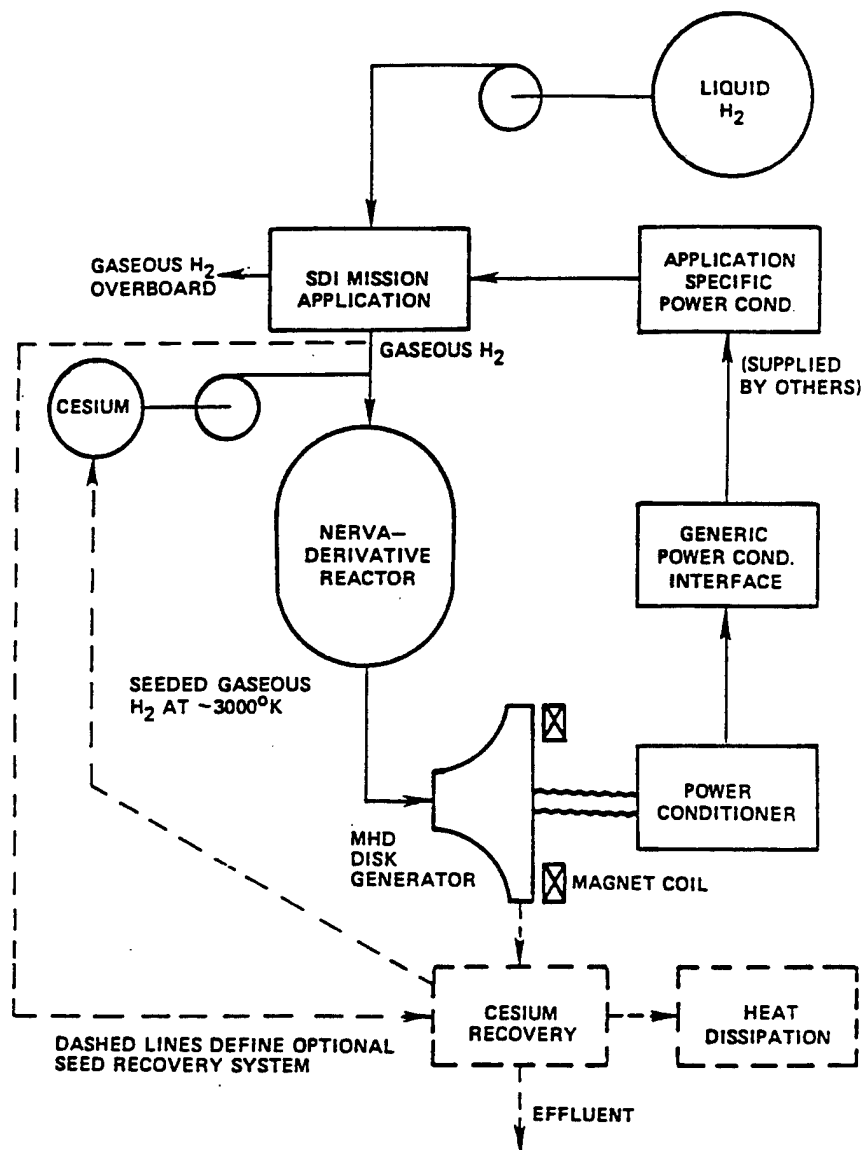 LIQUID
H2
GASEOUS H2
OVERBOARD
SDI MISSION
APPLICATION
APPLICATION
SPECIFIC
POWER COND.
GASEOUS H2
(SUPPLIED
BY OTHERS)
CESIUM
NERVA—
DERIVATIVE
REACTOR
GENERIC
POWER COND.
INTERFACE
SEEDED GASEOUS
H2 AT ~3000°K
POWER
CONDITIONER
MHD
DISK
GENERATOR
MAGNET COIL
CESIUM
RECOVERY
HEAT
DISSIPATION
DASHED LINES DEFINE OPTIONAL
SEED RECOVERY SYSTEM
EFFLUENT